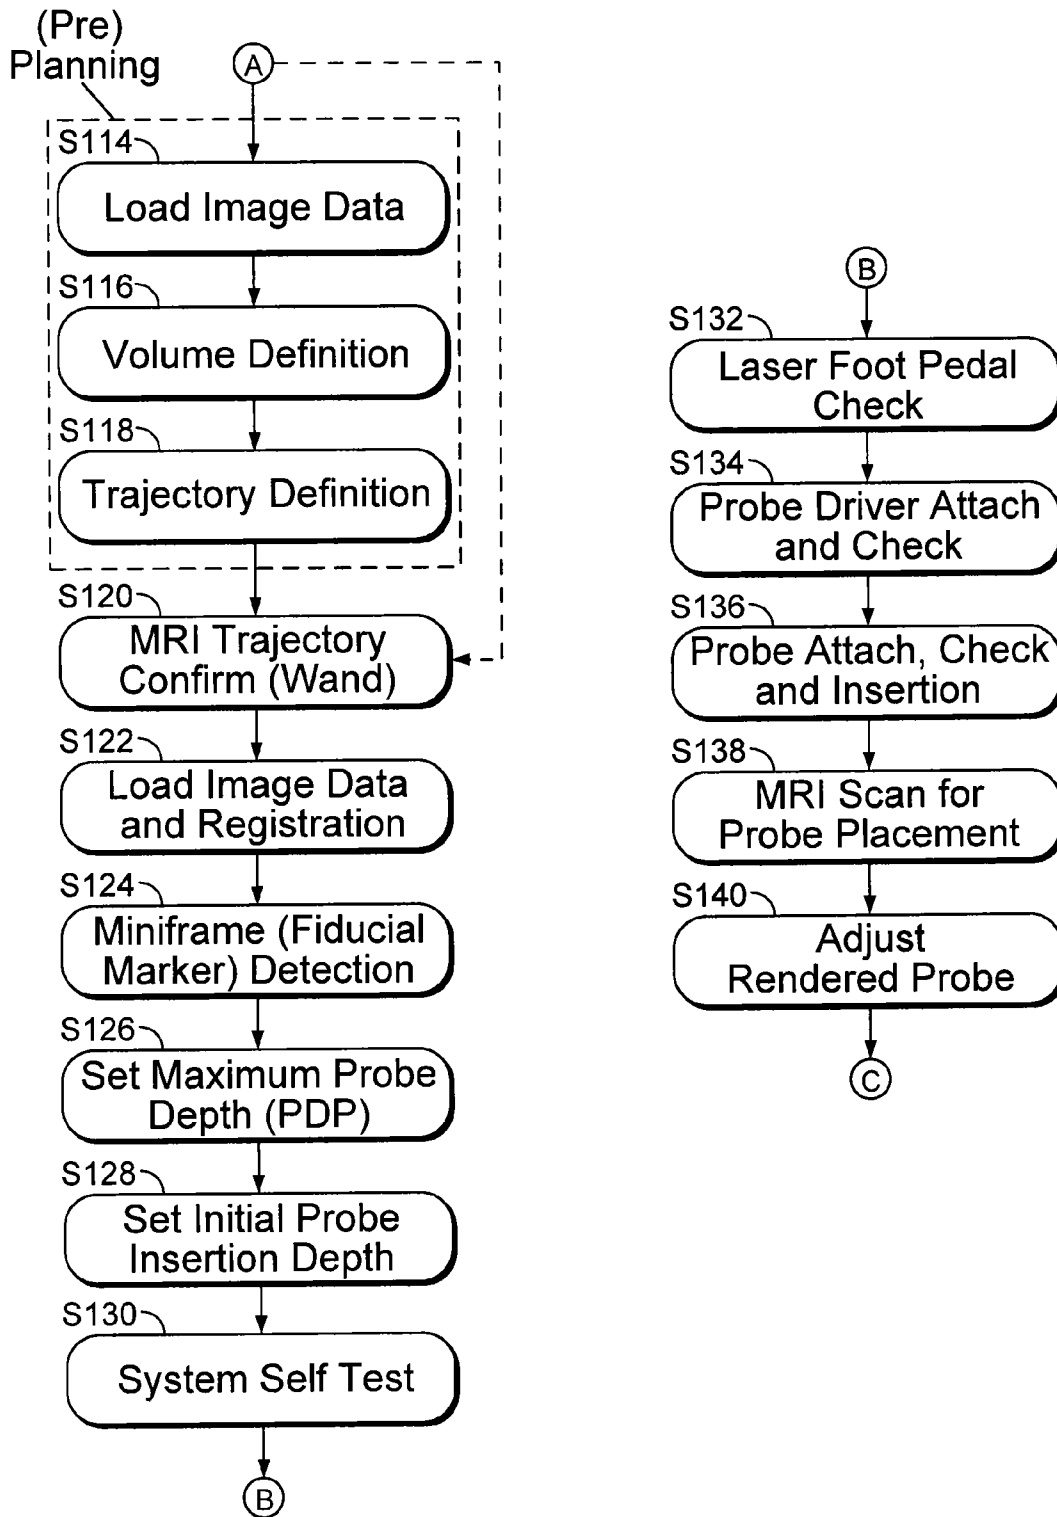 (Pre)
Planning
A
S114
Load Image Data
S116
Volume Definition
S118
Trajectory Definition
S120
MRI Trajectory
Confirm (Wand)
S122
Load Image Data
and Registration
S124
Miniframe (Fiducial
Marker) Detection
S126
Set Maximum Probe
Depth (PDP)
S128
Set Initial Probe
Insertion Depth
S130
System Self Test
B
B
S132
Laser Foot Pedal
Check
S134
Probe Driver Attach
and Check
S136
Probe Attach, Check
and Insertion
S138
MRI Scan for
Probe Placement
S140
Adjust
Rendered Probe
C